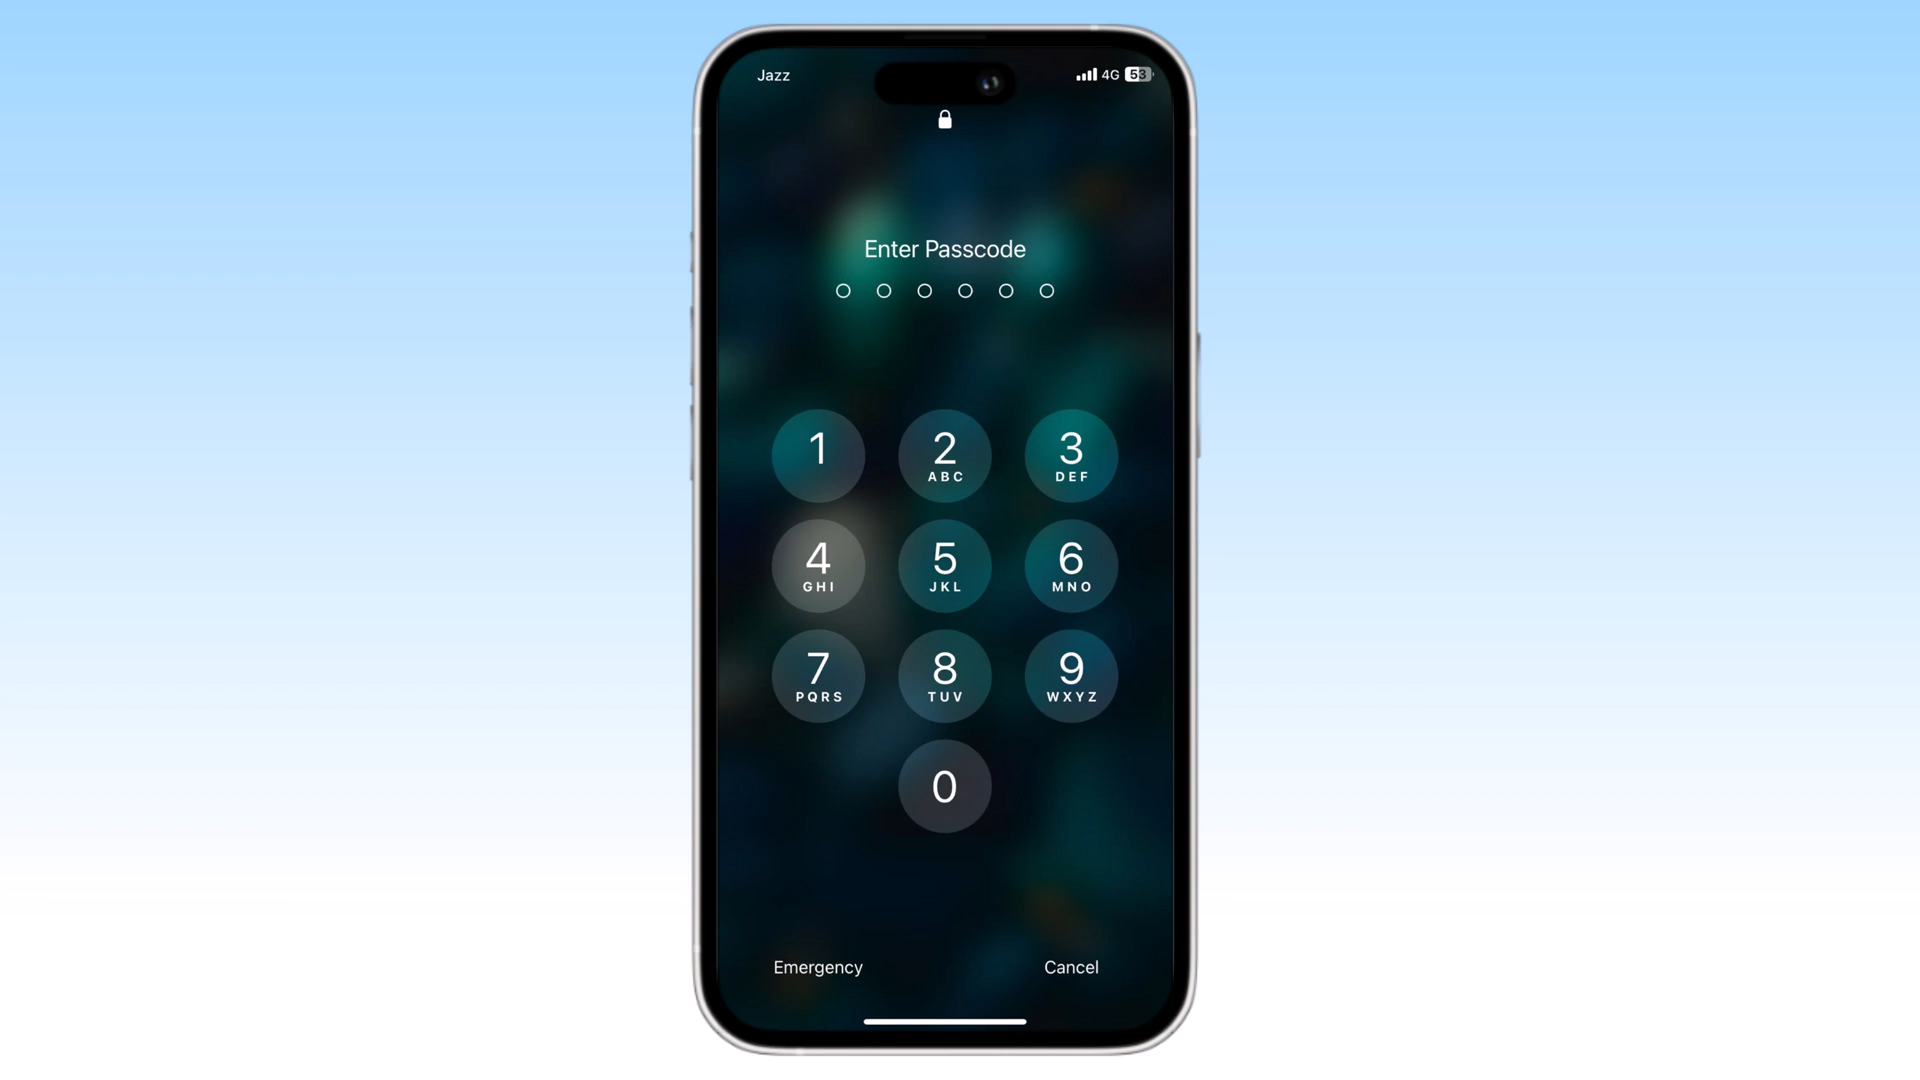 Jazz 4G 53
Enter Passcode
1 2 3
ABC DEF
4 5 6
GHI JKL MNO
7 8 9
PQRS TUV WXYZ
0
Emergency Cancel